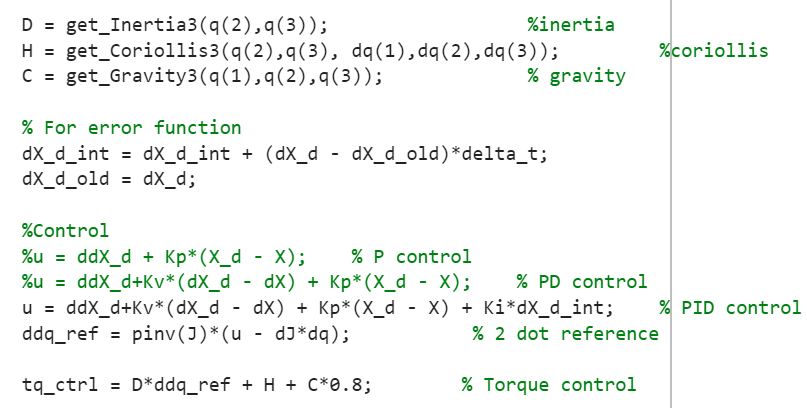 D = get_Inertia3(q(2),q(3)); %inertia
H = get_Coriollis3(q(2),q(3), dq(1),dq(2),dq(3)); %coriollis
C = get_Gravity3(q(1),q(2),q(3)); % gravity
% For error function
dX_d_int = dX_d_int + (dX_d - dX_d_old)*delta_t;
dX_d_old = dX_d;
%Control
%u = ddX_d + Kp*(X_d - X); % P control
%u = ddX_d+Kv*(dX_d - dX) + Kp*(X_d - X); % PD control
u = ddX_d+Kv*(dX_d - dX) + Kp*(X_d - X) + Ki*dX_d_int; % PID control
ddq_ref = pinv(J)*(u - dJ*dq); % 2 dot reference
tq_ctrl = D*ddq_ref + H + C*0.8; % Torque control